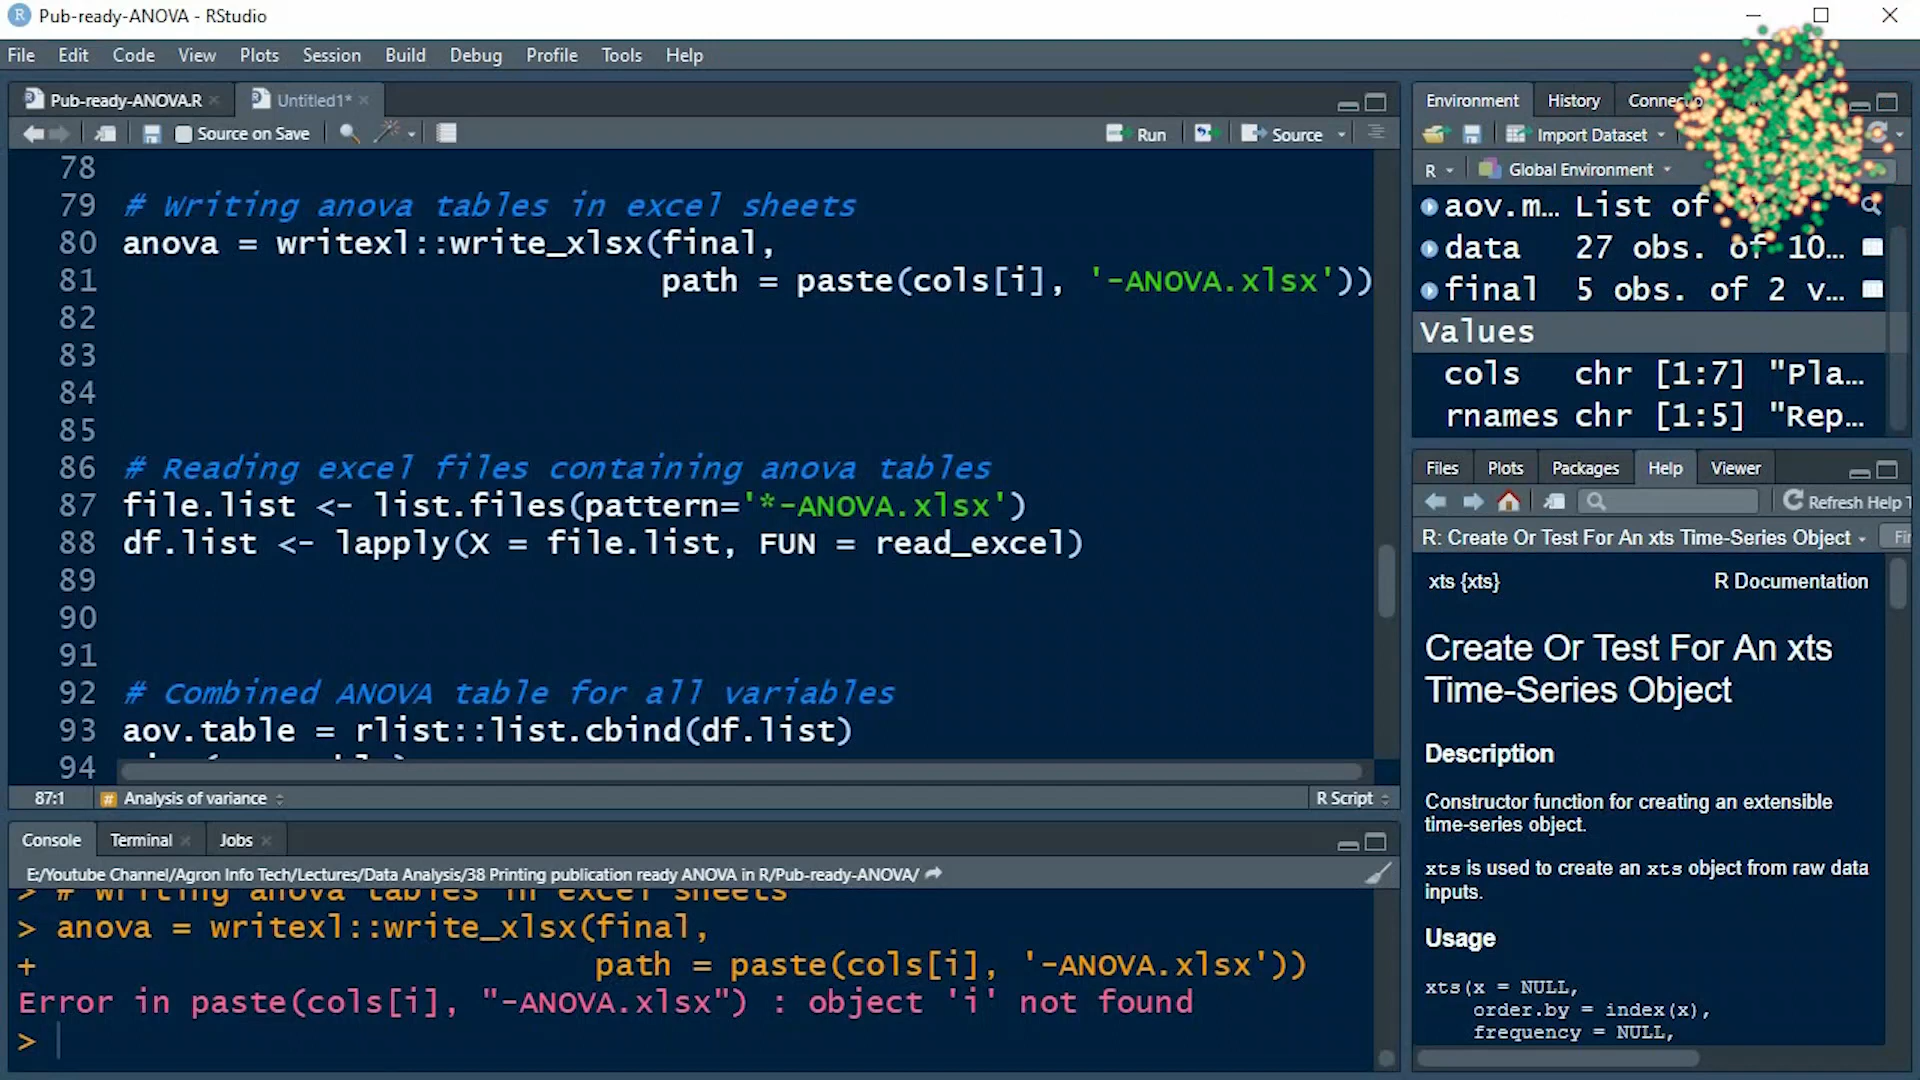 Pub-ready-ANOVA - RStudio
File Edit Code View Plots Session Build Debug Profile Tools Help
Pub-ready-ANOVA.R
Untitled1*
Source on Save
Run
Source
78
79 # Writing anova tables in excel sheets
80 anova = writexl::write_xlsx(final,
81 path = paste(cols[i], '-ANOVA.xlsx'))
82
83
84
85
86 # Reading excel files containing anova tables
87 file.list <- list.files(pattern='*-ANOVA.xlsx')
88 df.list <- lapply(X = file.list, FUN = read_excel)
89
90
91
92 # Combined ANOVA table for all variables
93 aov.table = rlist::list.cbind(df.list)
94
87:1 # Analysis of variance R Script
Console Terminal Jobs
E:/Youtube Channel/Agron Info Tech/Lectures/Data Analysis/38 Printing publication ready ANOVA in R/Pub-ready-ANOVA/
> # Writing anova tables in excel sheets
> anova = writexl::write_xlsx(final,
+ path = paste(cols[i], '-ANOVA.xlsx'))
Error in paste(cols[i], "-ANOVA.xlsx") : object 'i' not found
>
Environment History
Import Dataset
R Global Environment
aov.m... List of
data 27 obs. of 10...
final 5 obs. of 2 v...
Values
cols chr [1:7] "Pla...
rnames chr [1:5] "Rep...
Files Plots Packages Help Viewer
Refresh Help T
R: Create Or Test For An xts Time-Series Object
xts {xts} R Documentation
Create Or Test For An xts
Time-Series Object
Description
Constructor function for creating an extensible
time-series object.
xts is used to create an xts object from raw data
inputs.
Usage
xts(x = NULL,
order.by = index(x),
frequency = NULL,